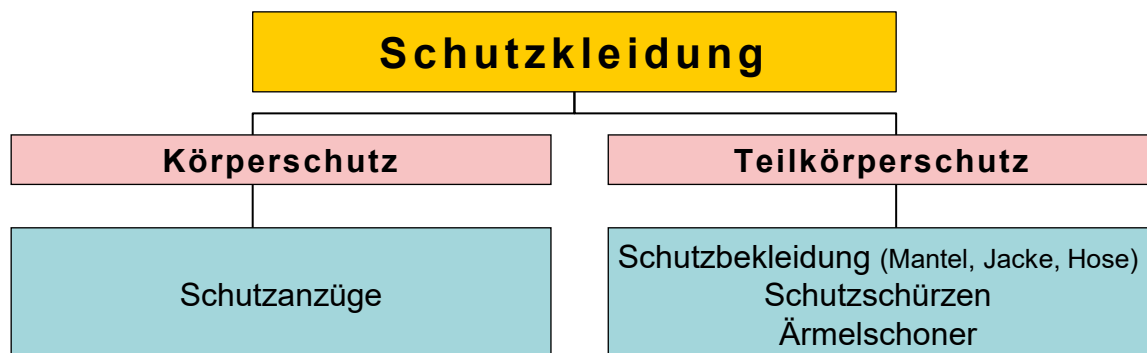 Schutzkleidung
Körperschutz
Teilkörperschutz
Schutzanzüge
Schutzbekleidung (Mantel, Jacke, Hose)
Schutzschürzen
Ärmelschoner